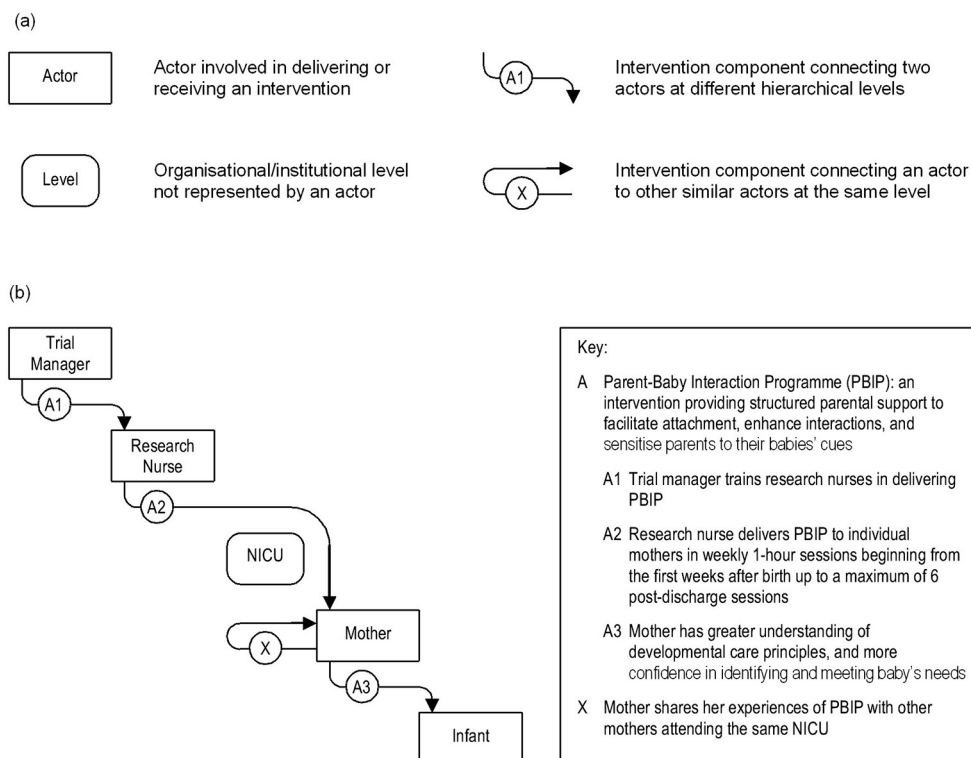 (a)
Actor
Actor involved in delivering or
receiving an intervention
A1
Intervention component connecting two
actors at different hierarchical levels
Level
Organisational/institutional level
not represented by an actor
X
Intervention component connecting an actor
to other similar actors at the same level
(b)
Trial
Manager
A1
Research
Nurse
A2
NICU
Mother
X
A3
Infant
Key:
A Parent-Baby Interaction Programme (PBIP): an
intervention providing structured parental support to
facilitate attachment, enhance interactions, and
sensitise parents to their babies' cues
A1 Trial manager trains research nurses in delivering
PBIP
A2 Research nurse delivers PBIP to individual
mothers in weekly 1-hour sessions beginning from
the first weeks after birth up to a maximum of 6
post-discharge sessions
A3 Mother has greater understanding of
developmental care principles, and more
confidence in identifying and meeting baby's needs
X Mother shares her experiences of PBIP with other
mothers attending the same NICU